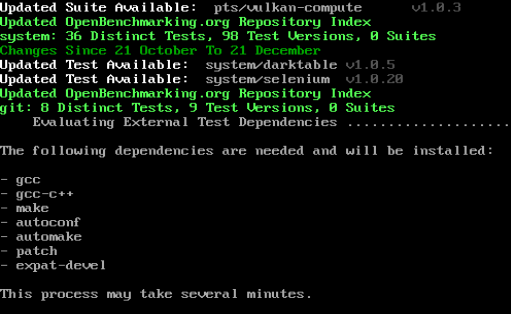 Updated Suite Available: pts/vulkan-compute v1.0.3
Updated OpenBenchmarking.org Repository Index
system: 36 Distinct Tests, 98 Test Versions, 0 Suites
Changes Since 21 October To 21 December
Updated Test Available: system/darktable v1.0.5
Updated Test Available: system/selenium v1.0.20
Updated OpenBenchmarking.org Repository Index
git: 8 Distinct Tests, 9 Test Versions, 0 Suites
Evaluating External Test Dependencies ....................
The following dependencies are needed and will be installed:
- gcc
- gcc-c++
- make
- autoconf
- automake
- patch
- expat-devel
This process may take several minutes.